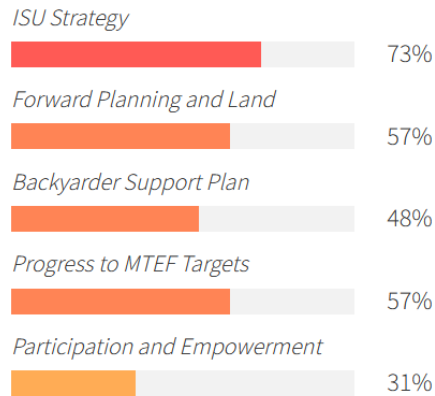 ISU Strategy
73%
Forward Planning and Land
57%
Backyarder Support Plan
48%
Progress to MTEF Targets
57%
Participation and Empowerment
31%